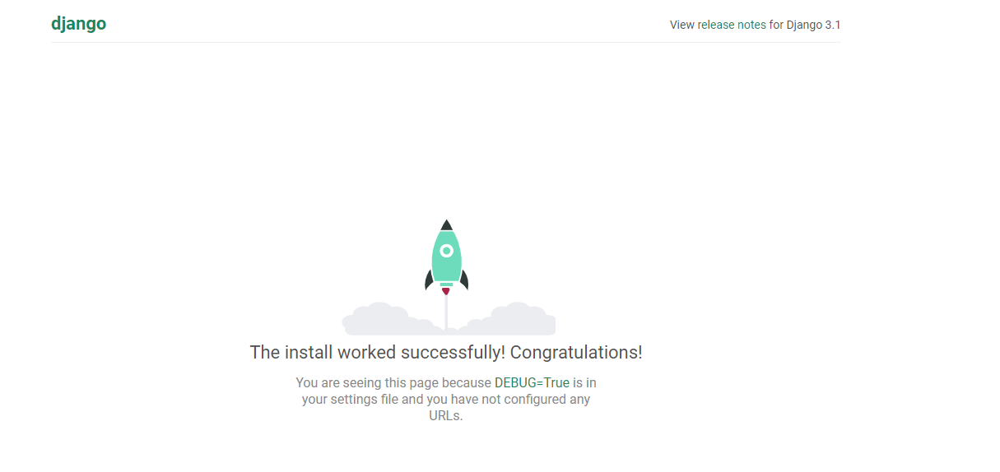 django
View release notes for Django 3.1
The install worked successfully! Congratulations!
You are seeing this page because DEBUG=True is in
your settings file and you have not configured any
URLs.